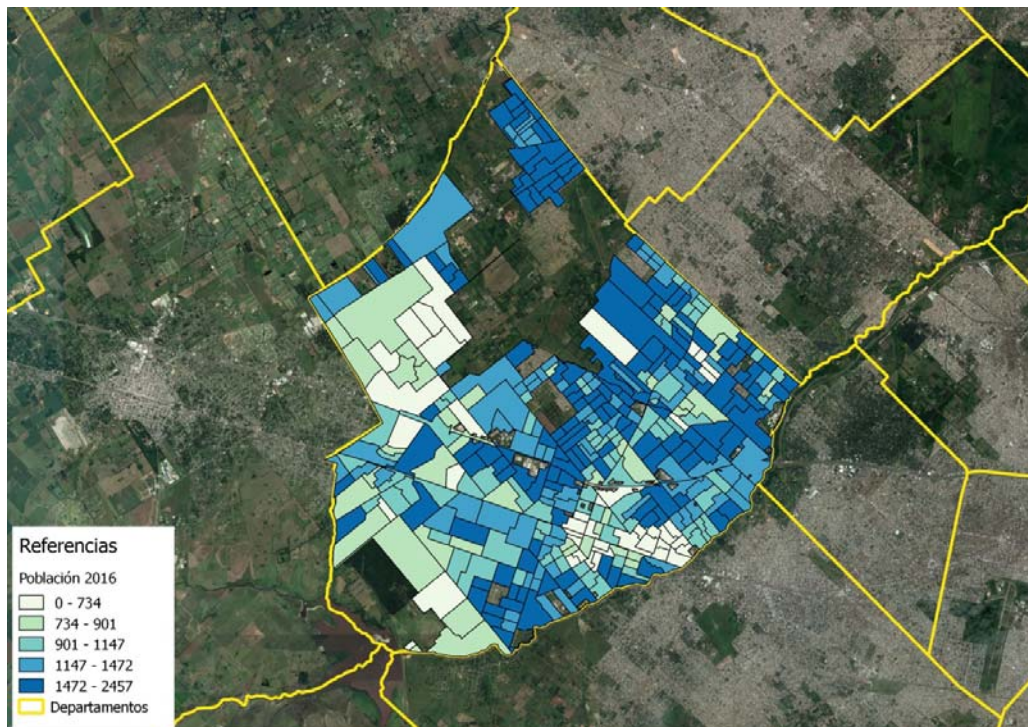 Referencias
Población 2016
0 - 734
734 - 901
901 - 1147
1147 - 1472
1472 - 2457
Departamentos